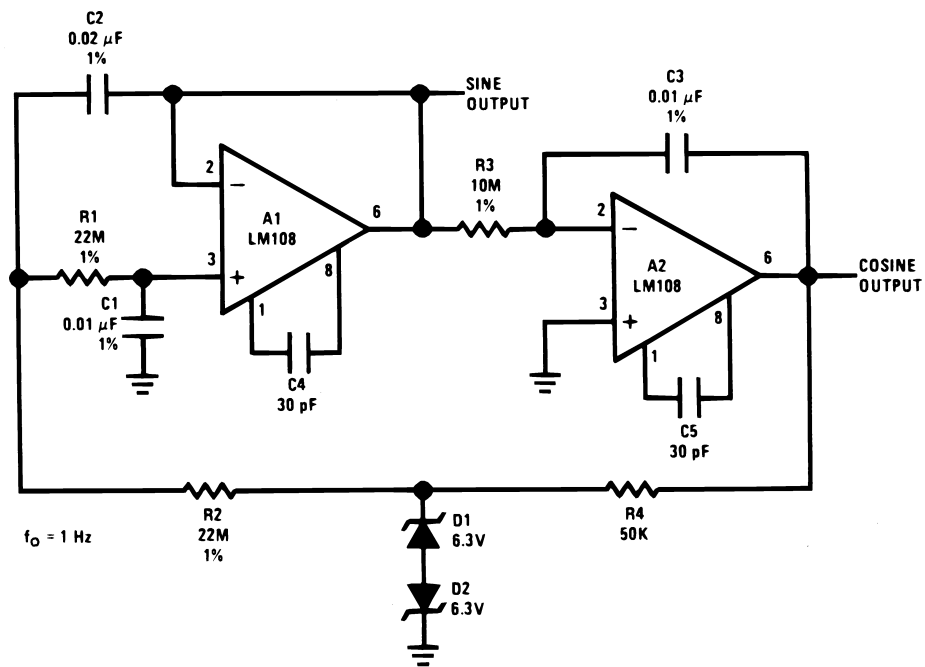 C2
0.02 μF
1%
SINE
OUTPUT
C3
0.01 μF
1%
2
−
A1
LM108
6
R3
10M
1%
2
−
R1
22M
1%
3
+
8
A2
LM108
6
COSINE
OUTPUT
C1
0.01 μF
1%
1
3
+
8
C4
30 pF
1
C5
30 pF
R2
22M
1%
D1
6.3V
R4
50K
fO = 1 Hz
D2
6.3V